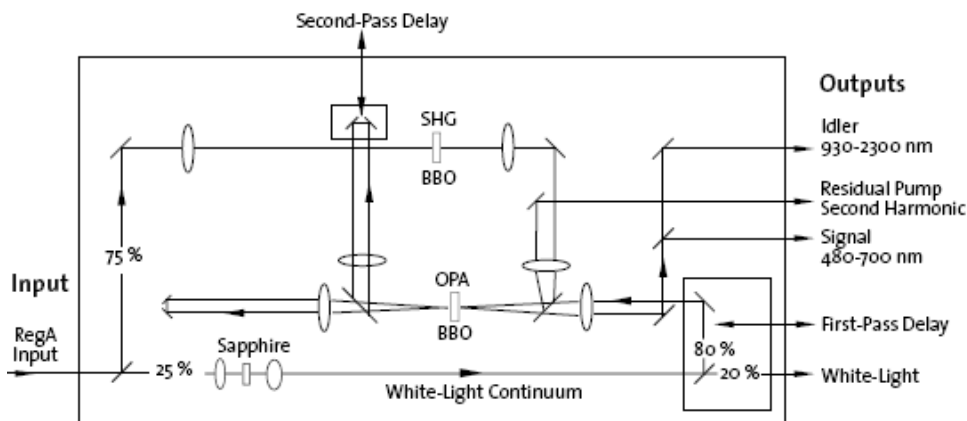 Second-Pass Delay
Outputs
SHG
Idler
930-2300 nm
BBO
Residual Pump
Second Harmonic
75 %
Signal
480-700 nm
Input
OPA
RegA
Input
BBO
First-Pass Delay
Sapphire
80 %
25 %
20 %
White-Light
White-Light Continuum